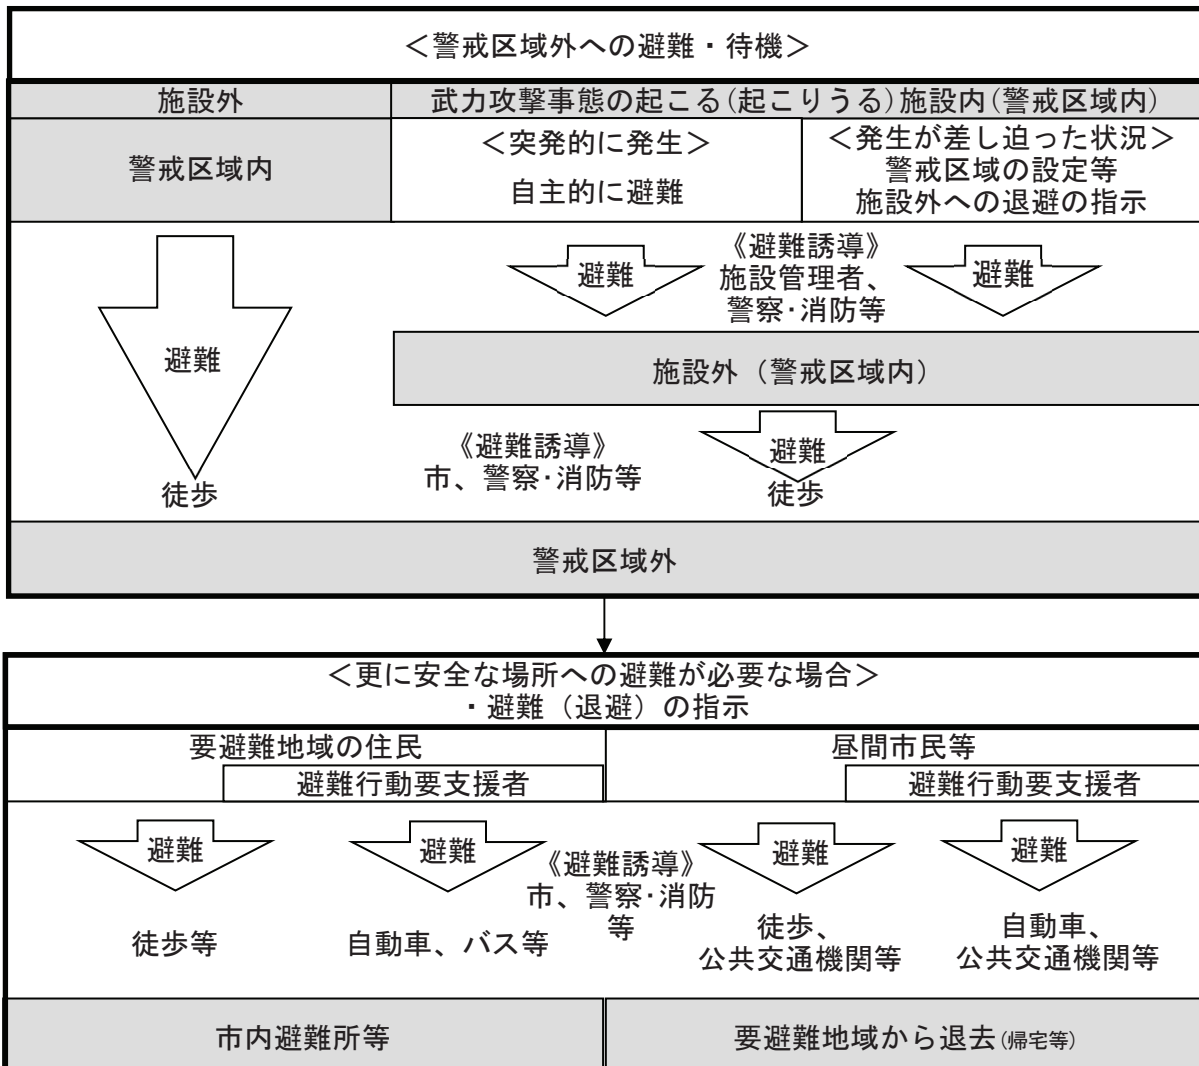 ＜警戒区域外への避難・待機＞
施設外
武力攻撃事態の起こる(起こりうる)施設内(警戒区域内)
警戒区域内
＜突発的に発生＞
自主的に避難
＜発生が差し迫った状況＞
警戒区域の設定等
施設外への退避の指示
避難
徒歩
避難
《避難誘導》
施設管理者、
警察・消防等
避難
施設外（警戒区域内）
《避難誘導》
市、警察・消防等
避難
徒歩
警戒区域外
＜更に安全な場所への避難が必要な場合＞
・避難（退避）の指示
要避難地域の住民
避難行動要支援者
昼間市民等
避難行動要支援者
避難
徒歩等
避難
自動車、バス等
《避難誘導》
市、警察・消防
等
避難
徒歩、
公共交通機関等
避難
自動車、
公共交通機関等
市内避難所等
要避難地域から退去(帰宅等)